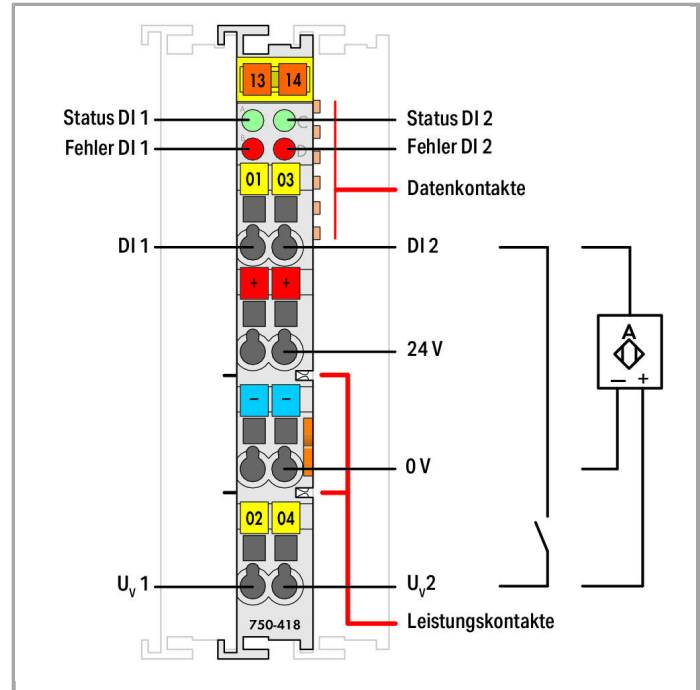 13 14
A C
Status DI 1 Status DI 2
B D
Fehler DI 1 Fehler DI 2
01 03
Datenkontakte
DI 1 DI 2
+ +
A
24 V
− +
− −
0 V
02 04
Uv 1 Uv2
750-418 Leistungskontakte